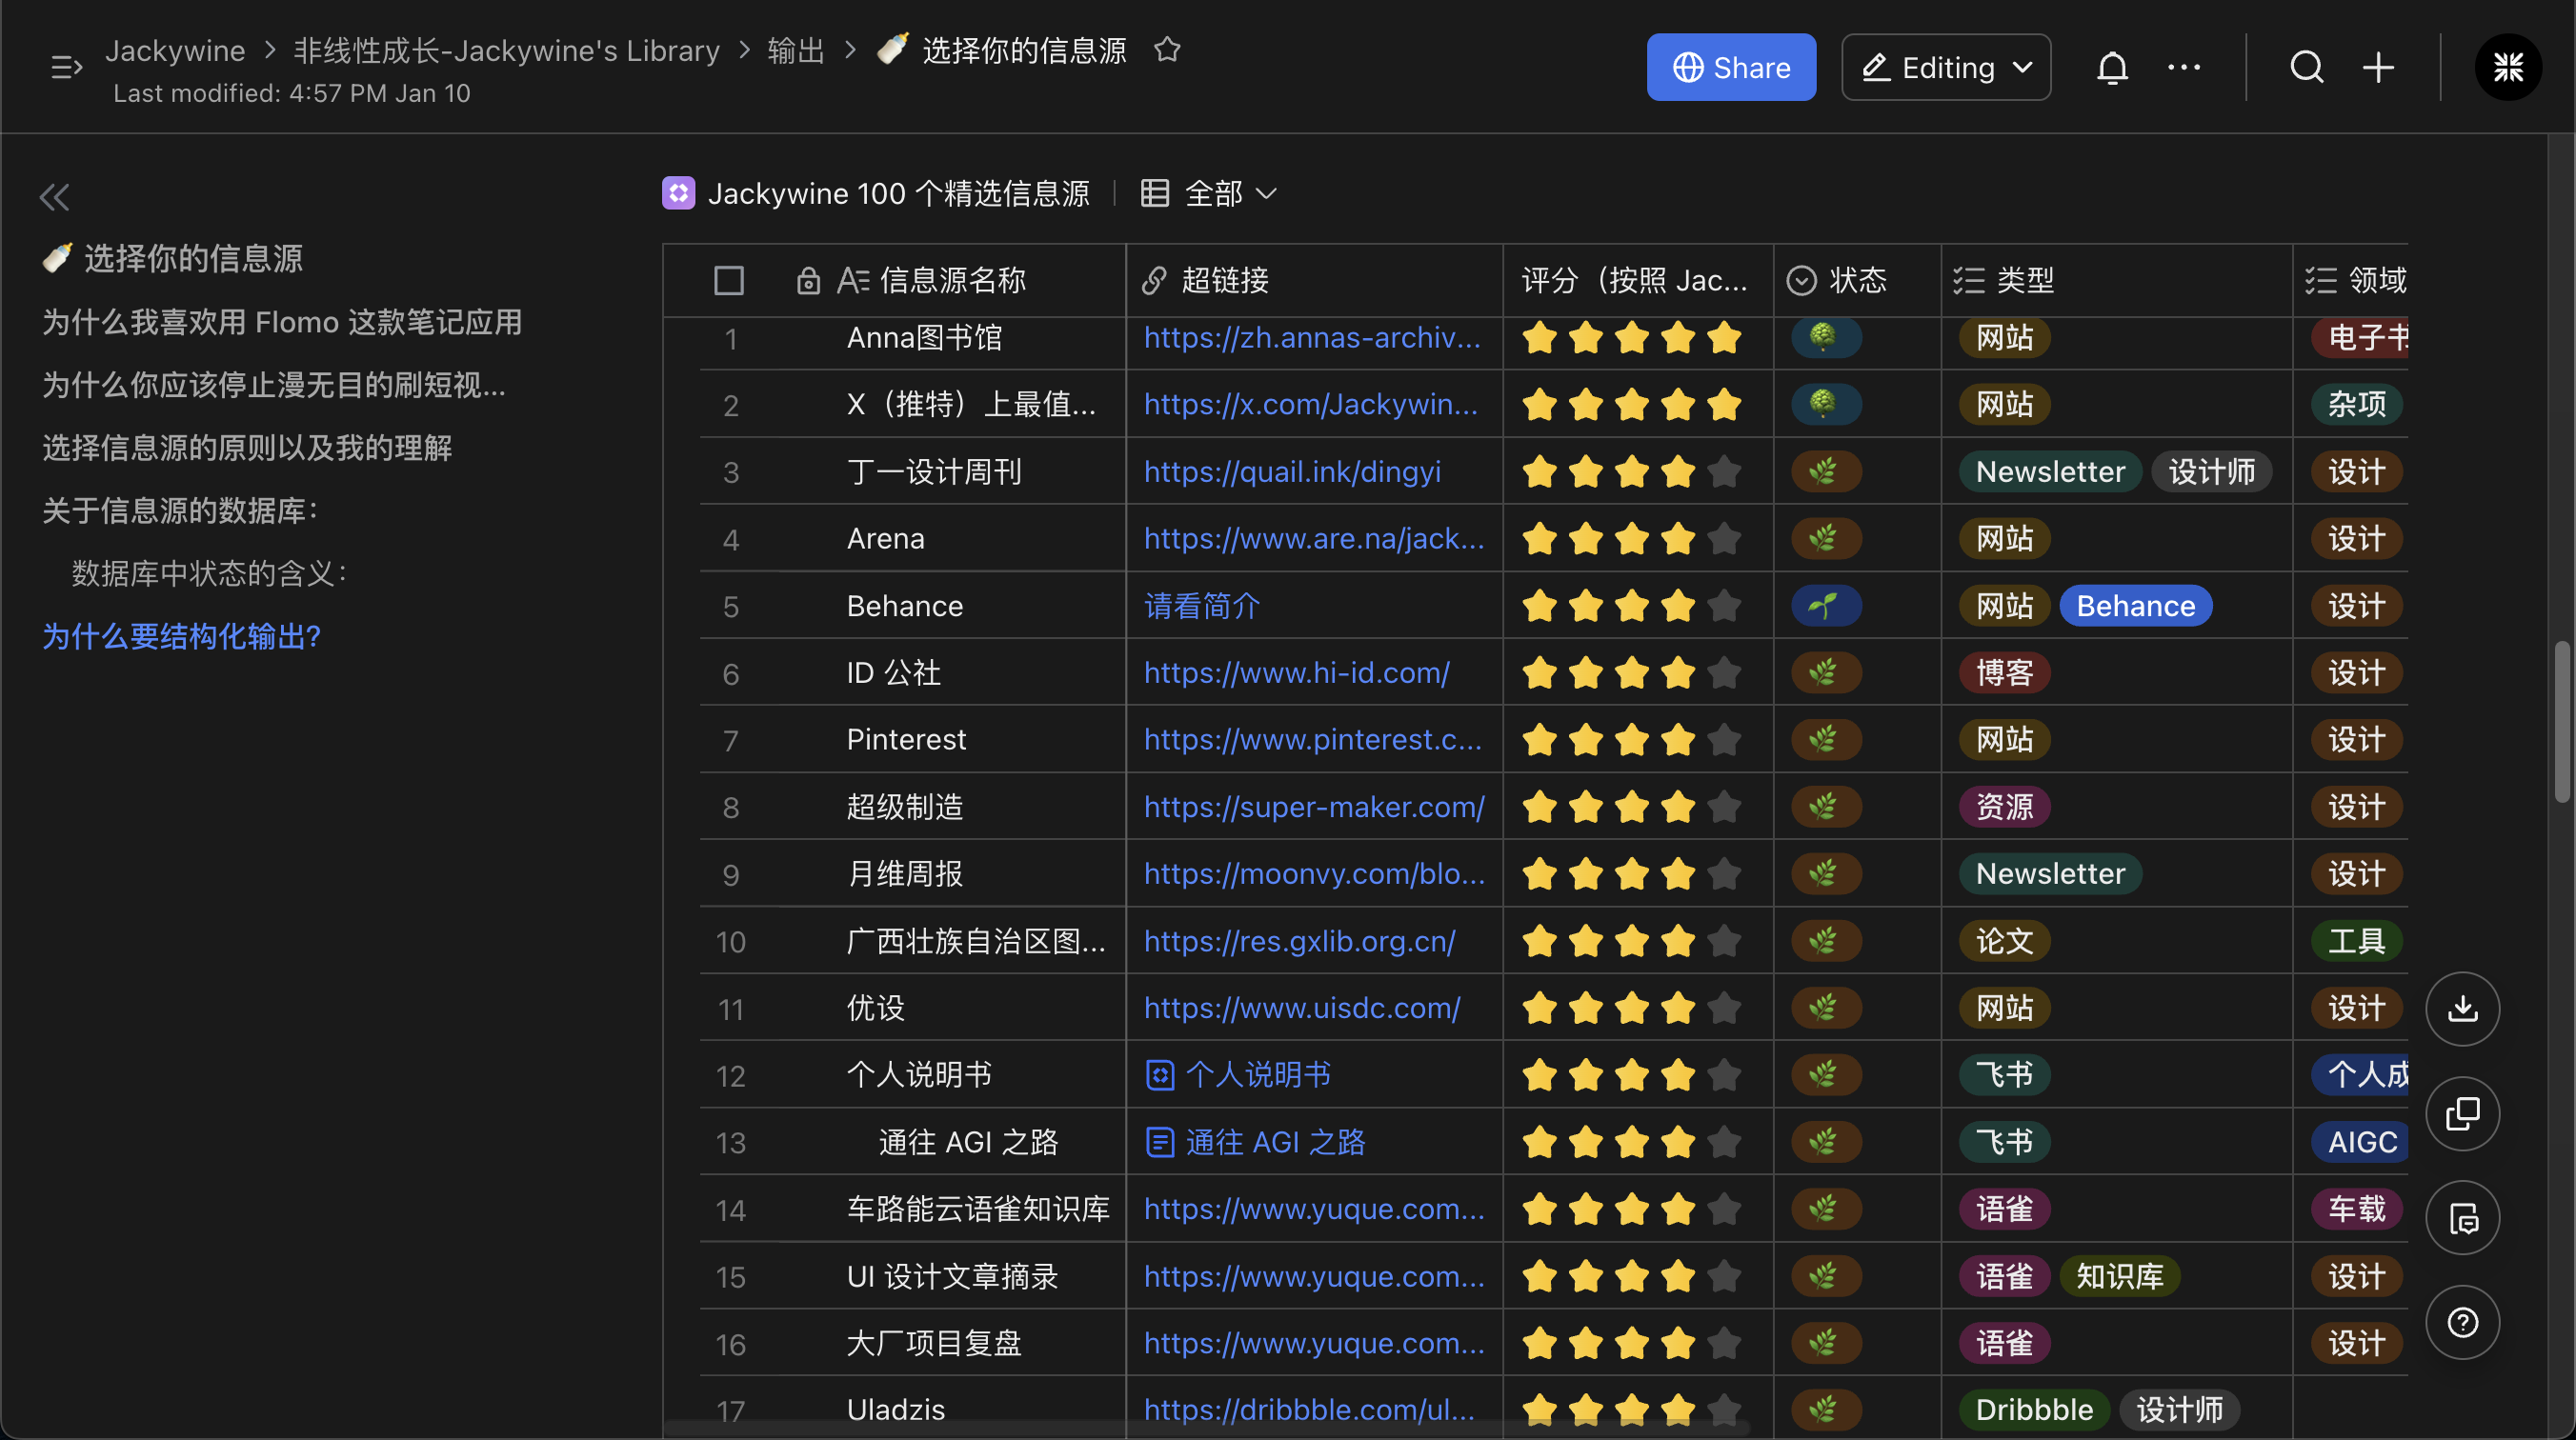 Jackywine > 非线性成长-Jackywine's Library > 输出 > 选择你的信息源
Last modified: 4:57 PM Jan 10
Share
Editing
选择你的信息源
为什么我喜欢用 Flomo 这款笔记应用
为什么你应该停止漫无目的刷短视...
选择信息源的原则以及我的理解
关于信息源的数据库：
数据库中状态的含义：
为什么要结构化输出?
Jackywine 100 个精选信息源 | 全部
信息源名称 超链接 评分（按照 Jac... 状态 类型 领域
1 Anna图书馆 https://zh.annas-archiv... 网站 电子书
2 X（推特）上最值... https://x.com/Jackywin... 网站 杂项
3 丁一设计周刊 https://quail.ink/dingyi Newsletter 设计师 设计
4 Arena https://www.are.na/jack... 网站 设计
5 Behance 请看简介 网站 Behance 设计
6 ID 公社 https://www.hi-id.com/ 博客 设计
7 Pinterest https://www.pinterest.c... 网站 设计
8 超级制造 https://super-maker.com/ 资源 设计
9 月维周报 https://moonvy.com/blo... Newsletter 设计
10 广西壮族自治区图... https://res.gxlib.org.cn/ 论文 工具
11 优设 https://www.uisdc.com/ 网站 设计
12 个人说明书 个人说明书 飞书 个人成
13 通往 AGI 之路 通往 AGI 之路 飞书 AIGC
14 车路能云语雀知识库 https://www.yuque.com... 语雀 车载
15 UI 设计文章摘录 https://www.yuque.com... 语雀 知识库 设计
16 大厂项目复盘 https://www.yuque.com... 语雀 设计
17 Uladzis https://dribbble.com/ul... Dribbble 设计师